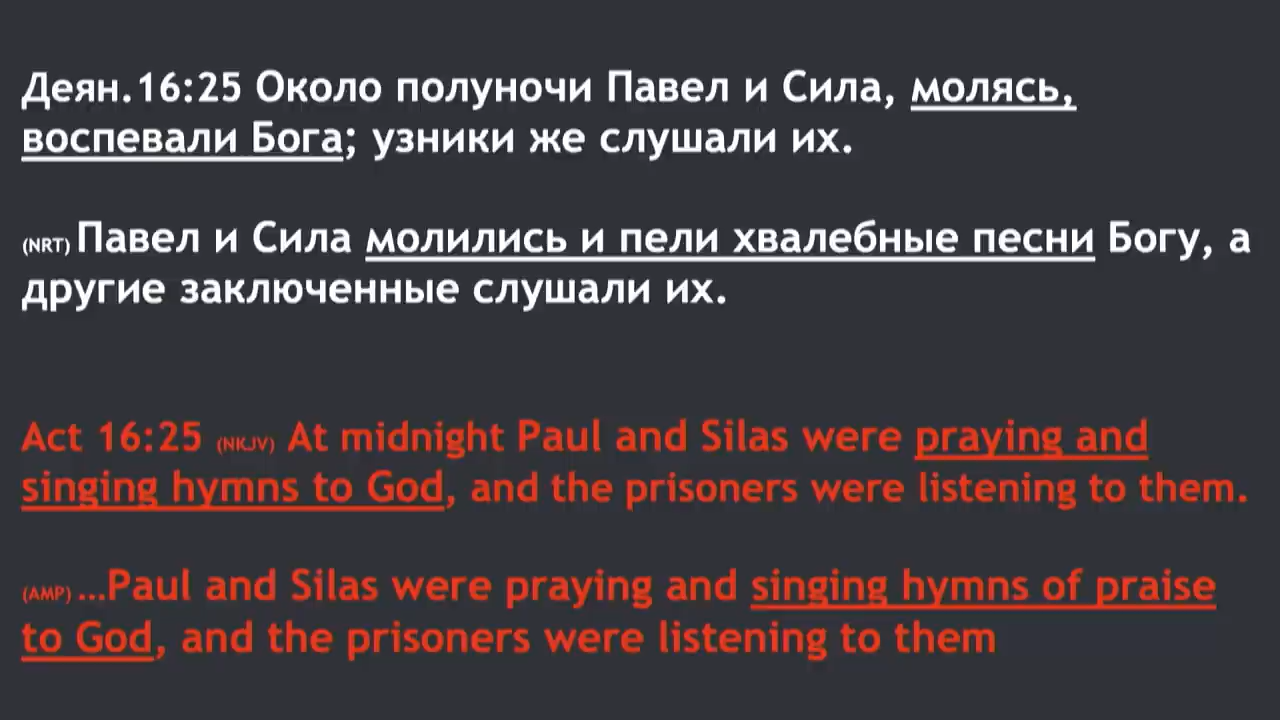 Деян.16:25 Около полуночи Павел и Сила, молясь,
воспевали Бога; узники же слушали их.
(NRT) Павел и Сила молились и пели хвалебные песни Богу, а
другие заключенные слушали их.
Act 16:25 (NKJV) At midnight Paul and Silas were praying and
singing hymns to God, and the prisoners were listening to them.
(AMP) ...Paul and Silas were praying and singing hymns of praise
to God, and the prisoners were listening to them